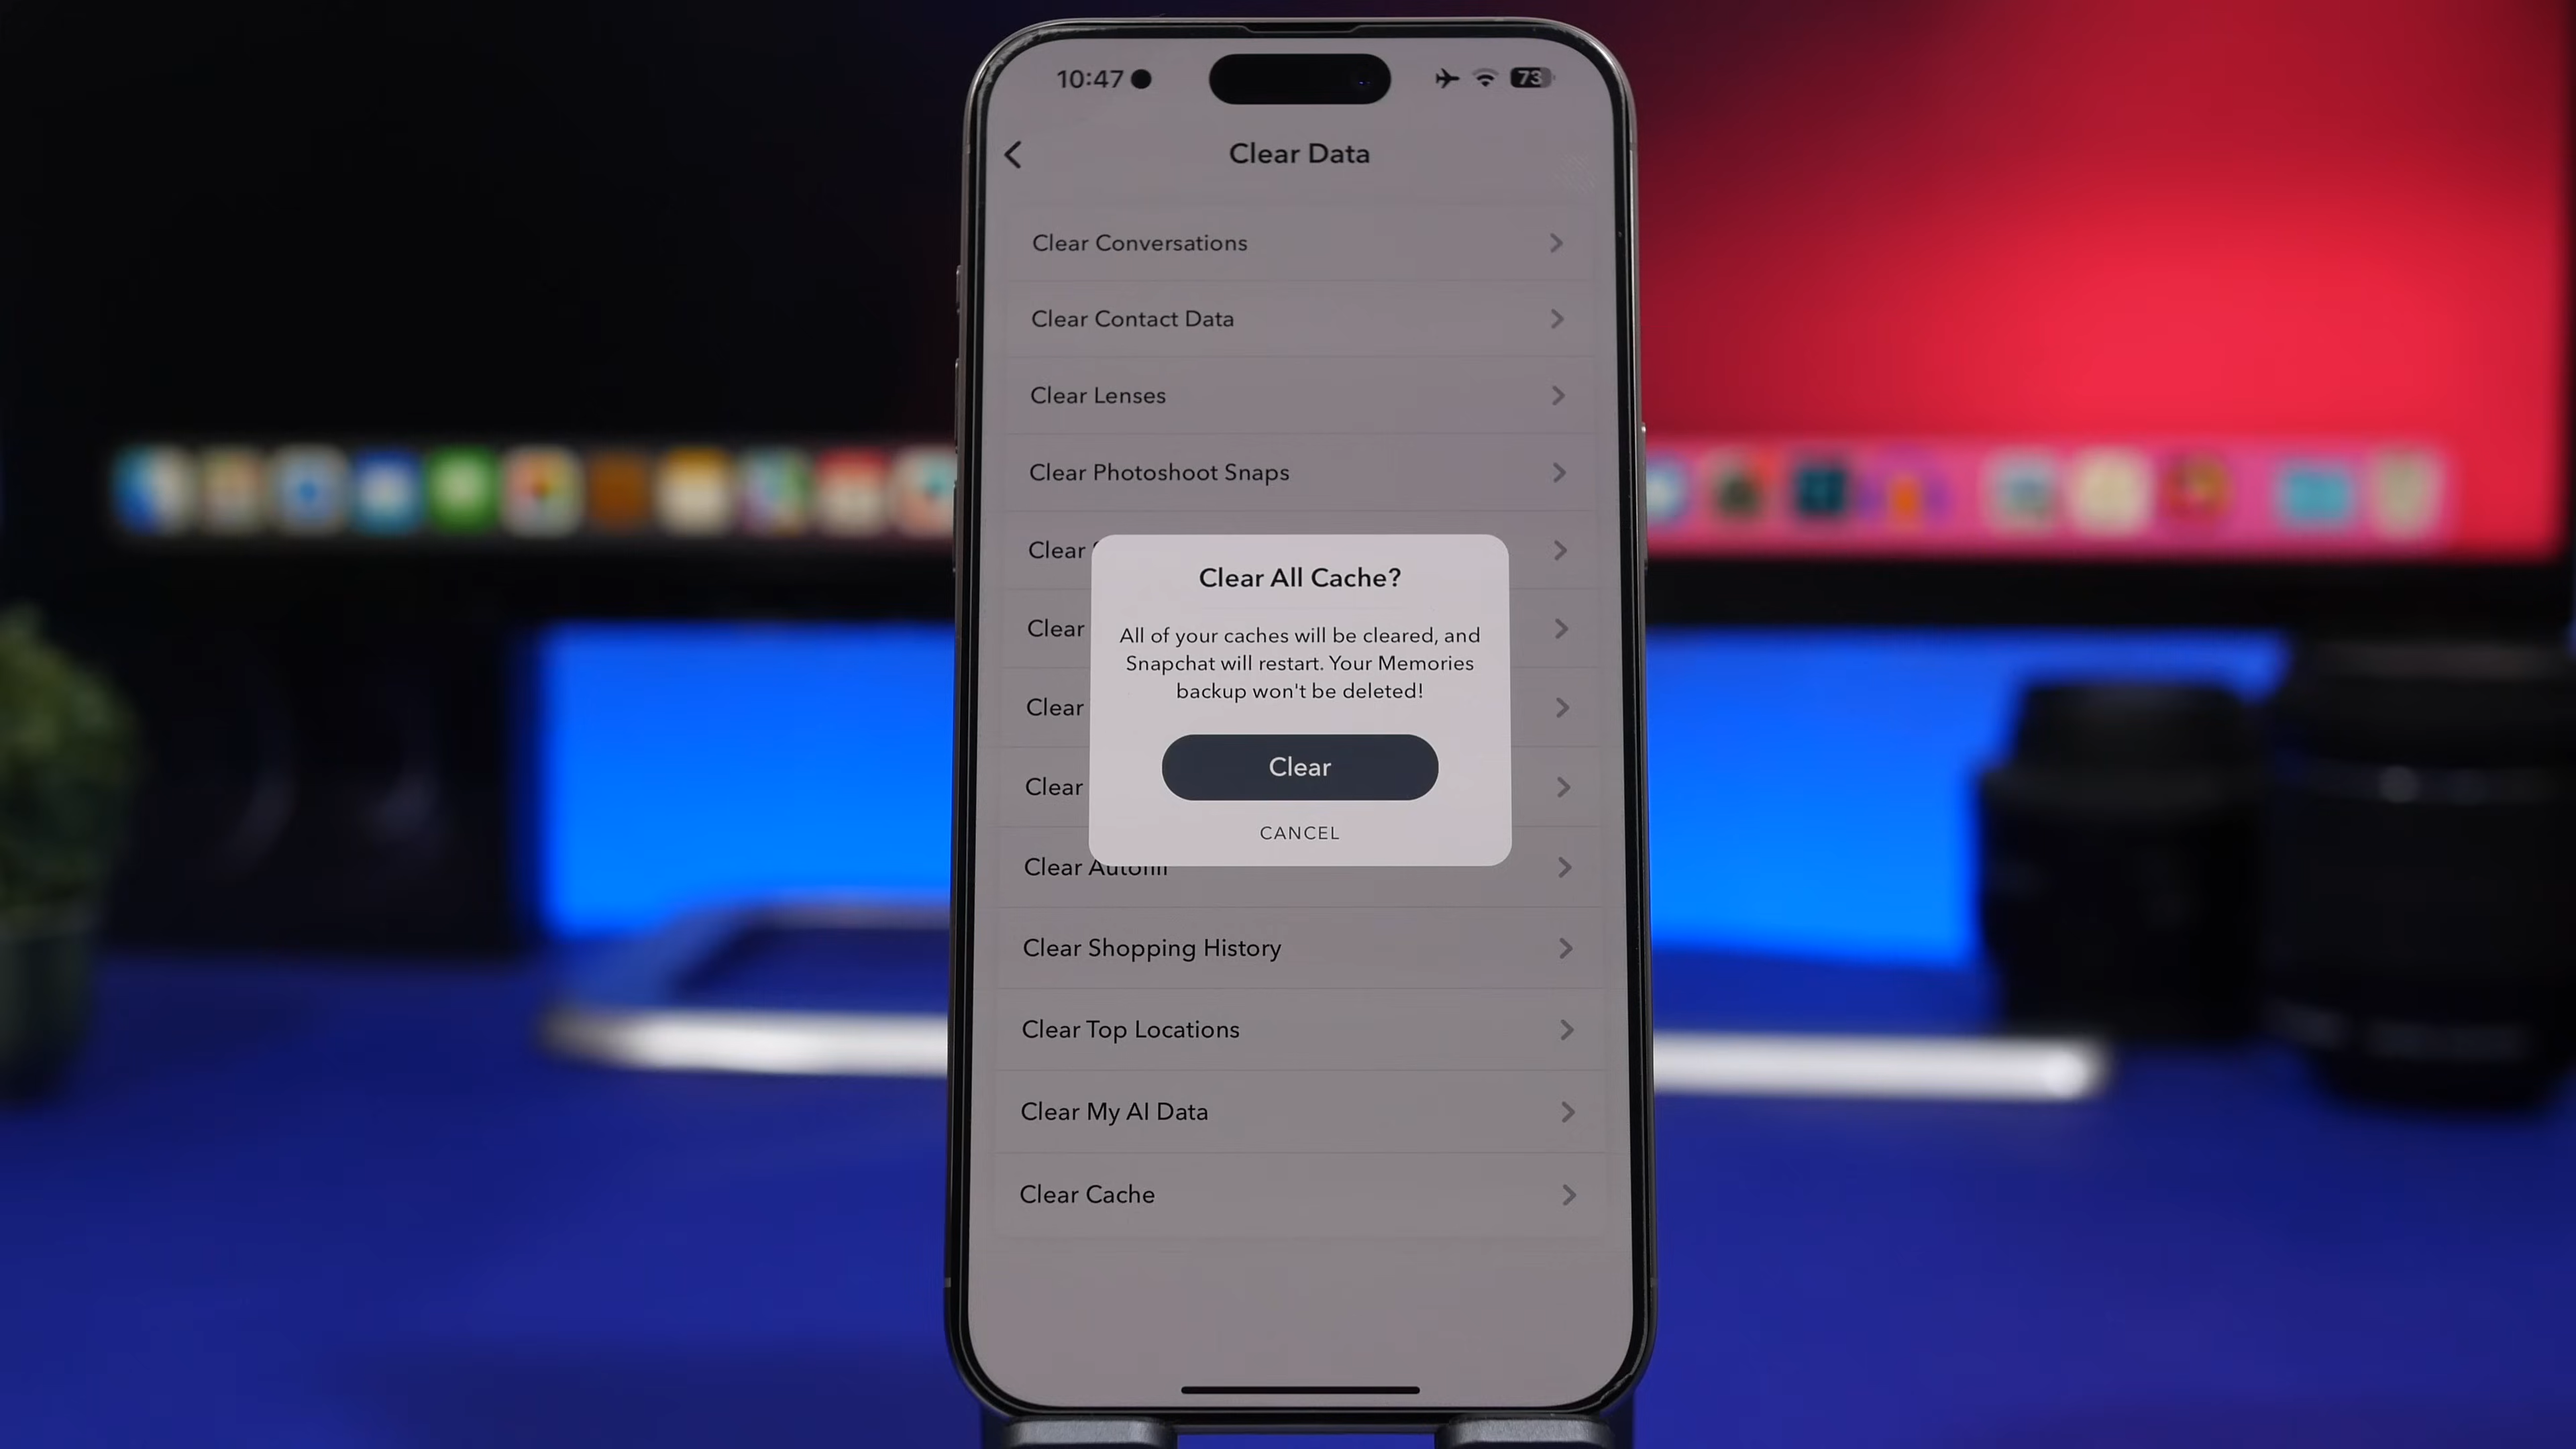 10:47
73
Clear Data
Clear Conversations
Clear Contact Data
Clear Lenses
Clear Photoshoot Snaps
Clear
Clear
Clear
Clear
Clear All Cache?
All of your caches will be cleared, and
Snapchat will restart. Your Memories
backup won't be deleted!
Clear
CANCEL
Clear Autofill
Clear Shopping History
Clear Top Locations
Clear My AI Data
Clear Cache